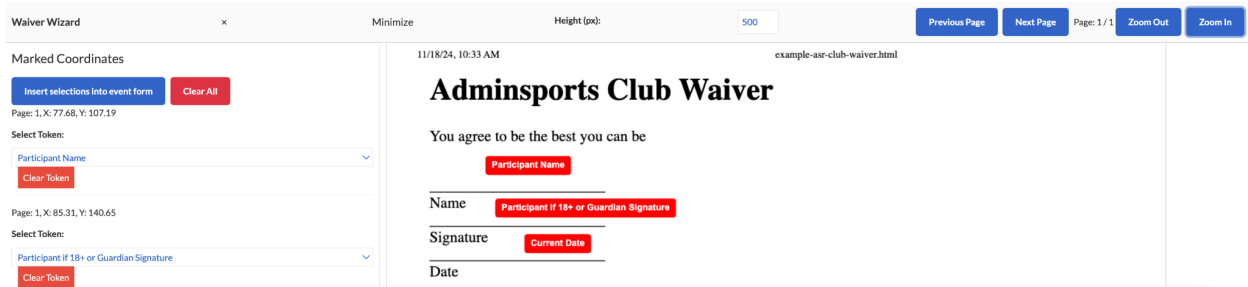 Waiver Wizard × Minimize Height (px): 500 Previous Page Next Page Page: 1 / 1 Zoom Out Zoom In
Marked Coordinates
Insert selections into event form Clear All
Page: 1, X: 77.68, Y: 107.19
Select Token:
Participant Name
Clear Token
Page: 1, X: 85.31, Y: 140.65
Select Token:
Participant if 18+ or Guardian Signature
Clear Token
11/18/24, 10:33 AM example-asr-club-waiver.html
Adminsports Club Waiver
You agree to be the best you can be
Participant Name
Name
Participant if 18+ or Guardian Signature
Signature
Current Date
Date